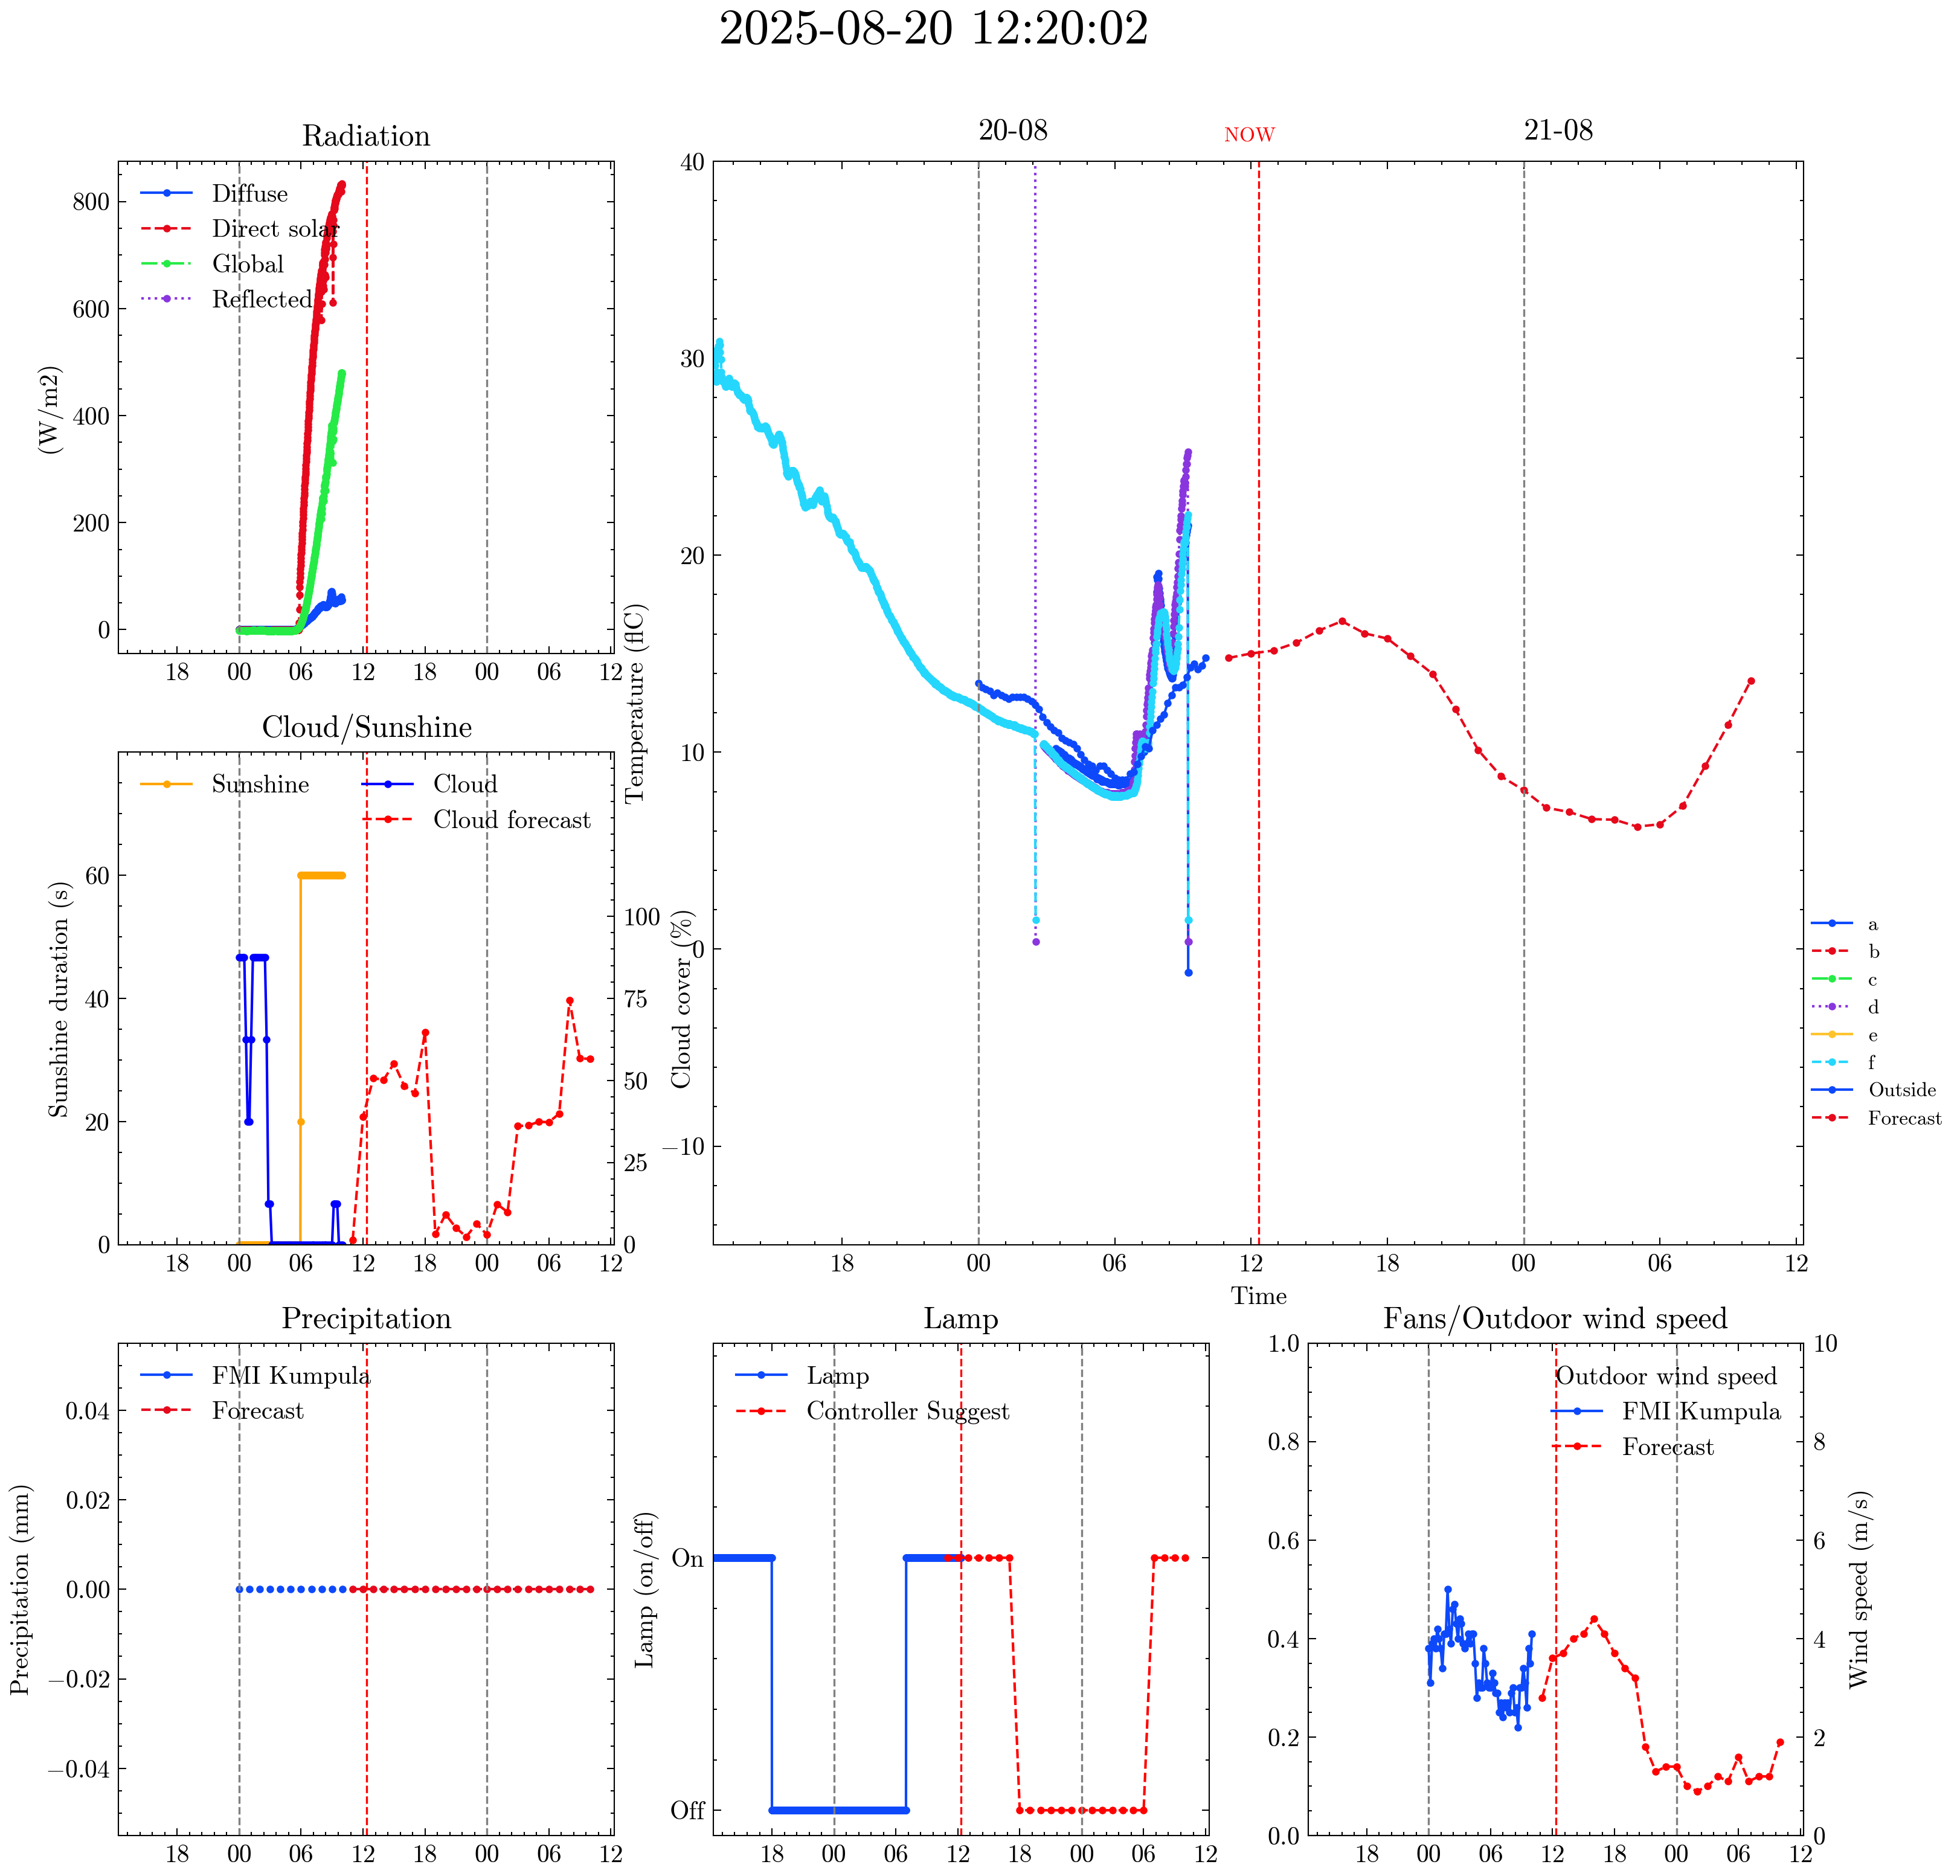 2025-08-20 12:20:02
Radiation
20-08
NOW
21-08
Diffuse
Direct solar
Global
Reflected
(W/m2)
800
600
400
200
0
18 00 06 12 18 00 06 12
Temperature (flC)
40
30
20
10
0
−10
18 00 06 12 18 00 06 12
Time
a
b
c
d
e
f
Outside
Forecast
Cloud/Sunshine
Sunshine
Cloud
Cloud forecast
Sunshine duration (s)
60
40
20
0
Cloud cover (%)
100
75
50
25
0
18 00 06 12 18 00 06 12
Precipitation
FMI Kumpula
Forecast
Precipitation (mm)
0.04
0.02
0.00
−0.02
−0.04
18 00 06 12 18 00 06 12
Lamp
Lamp
Controller Suggest
Lamp (on/off)
On
Off
18 00 06 12 18 00 06 12
Fans/Outdoor wind speed
Outdoor wind speed
FMI Kumpula
Forecast
1.0
0.8
0.6
0.4
0.2
0.0
10
8
6
4
2
0
Wind speed (m/s)
18 00 06 12 18 00 06 12